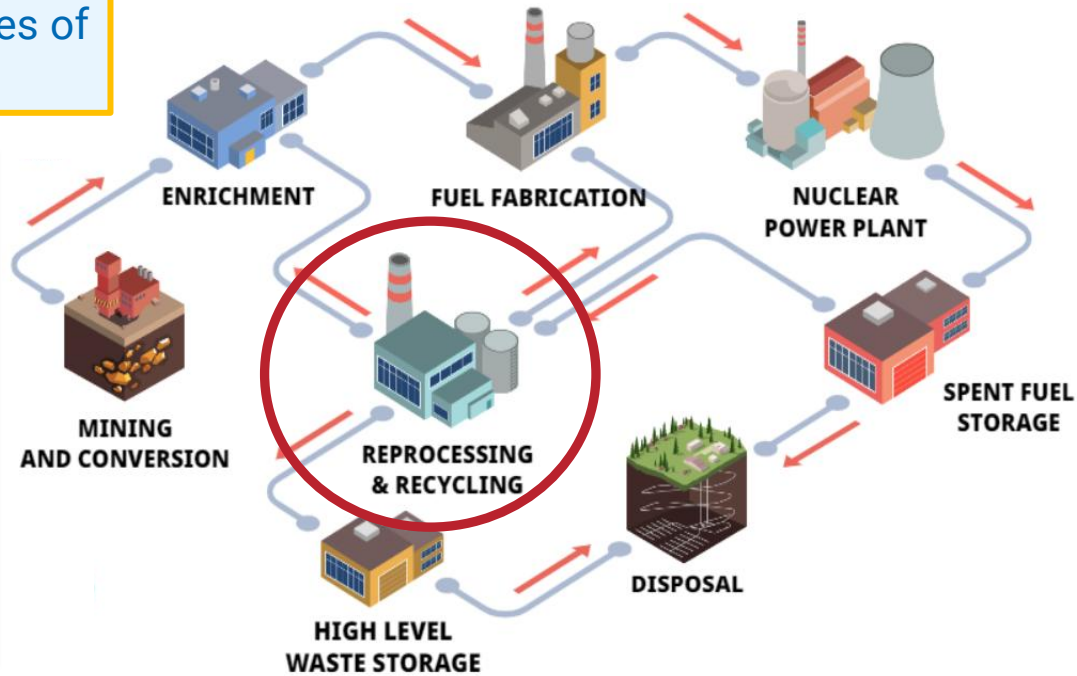 es of
ENRICHMENT
FUEL FABRICATION
NUCLEAR
POWER PLANT
MINING
AND CONVERSION
REPROCESSING
& RECYCLING
SPENT FUEL
STORAGE
DISPOSAL
HIGH LEVEL
WASTE STORAGE